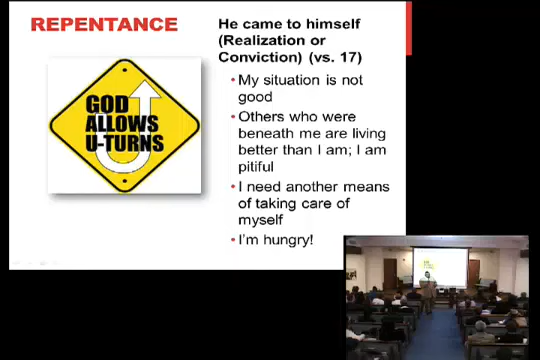 REPENTANCE
GOD
ALLOWS
U-TURNS
He came to himself
(Realization or
Conviction) (vs. 17)
• My situation is not
good
• Others who were
beneath me are living
better than I am; I am
pitiful
• I need another means
of taking care of
myself
• I'm hungry!